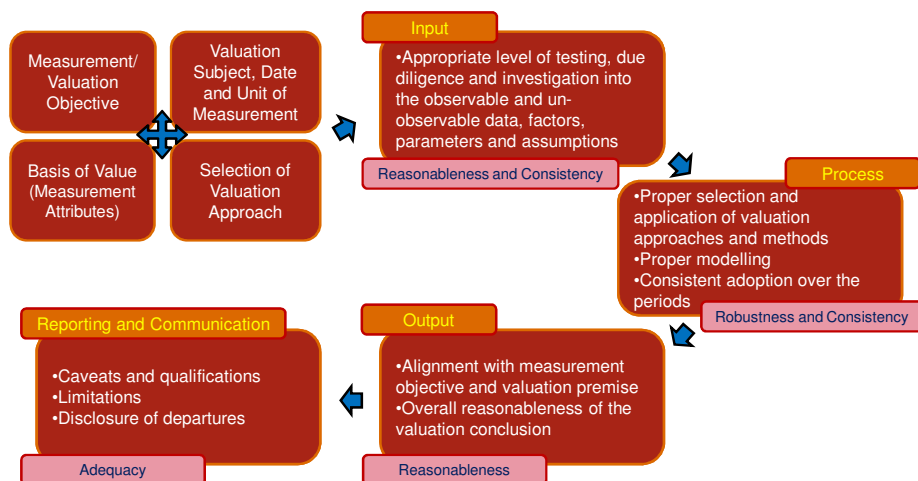 Measurement/
Valuation
Objective
Valuation
Subject, Date
and Unit of
Measurement
Basis of Value
(Measurement
Attributes)
Selection of
Valuation
Approach
Input
•Appropriate level of testing, due
diligence and investigation into
the observable and un-
observable data, factors,
parameters and assumptions
Reasonableness and Consistency
Process
•Proper selection and
application of valuation
approaches and methods
•Proper modelling
•Consistent adoption over the
periods
Robustness and Consistency
Output
•Alignment with measurement
objective and valuation premise
•Overall reasonableness of the
valuation conclusion
Reasonableness
Reporting and Communication
•Caveats and qualifications
•Limitations
•Disclosure of departures
Adequacy